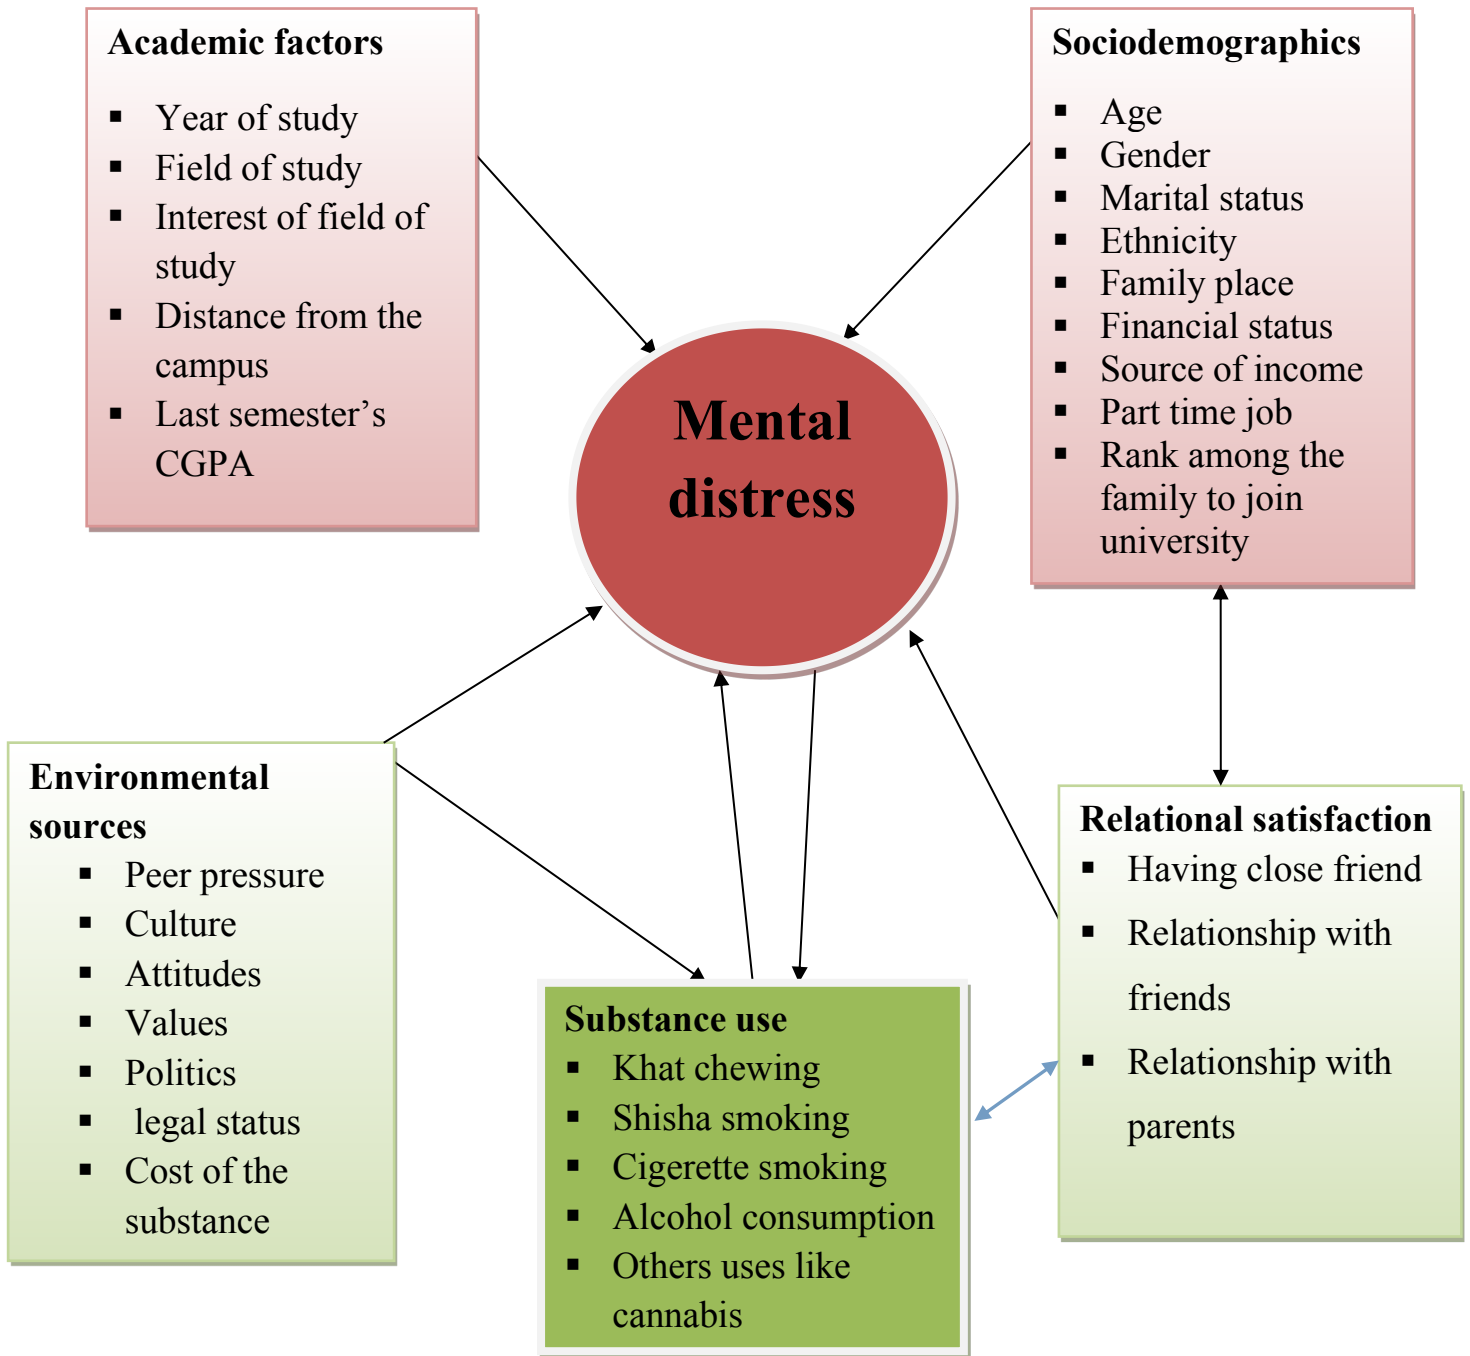 Academic factors
▪ Year of study
▪ Field of study
▪ Interest of field of
study
▪ Distance from the
campus
▪ Last semester’s
CGPA
Sociodemographics
▪ Age
▪ Gender
▪ Marital status
▪ Ethnicity
▪ Family place
▪ Financial status
▪ Source of income
▪ Part time job
▪ Rank among the
family to join
university
Mental
distress
Environmental
sources
▪ Peer pressure
▪ Culture
▪ Attitudes
▪ Values
▪ Politics
▪ legal status
▪ Cost of the
substance
Substance use
▪ Khat chewing
▪ Shisha smoking
▪ Cigerette smoking
▪ Alcohol consumption
▪ Others uses like
cannabis
Relational satisfaction
▪ Having close friend
▪ Relationship with
friends
▪ Relationship with
parents